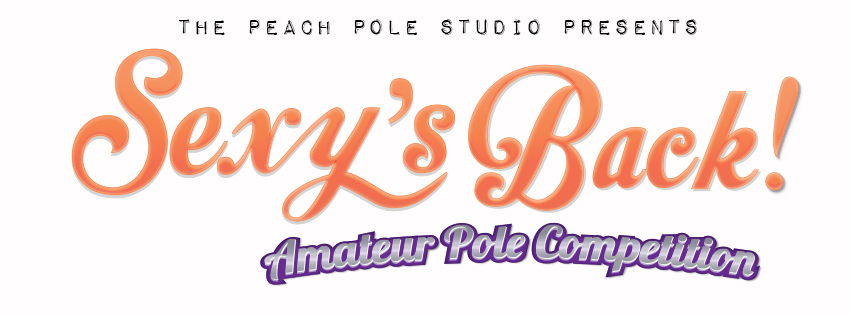 THE PEACH POLE STUDIO PRESENTS
Sexy's Back!
Amateur Pole Competition